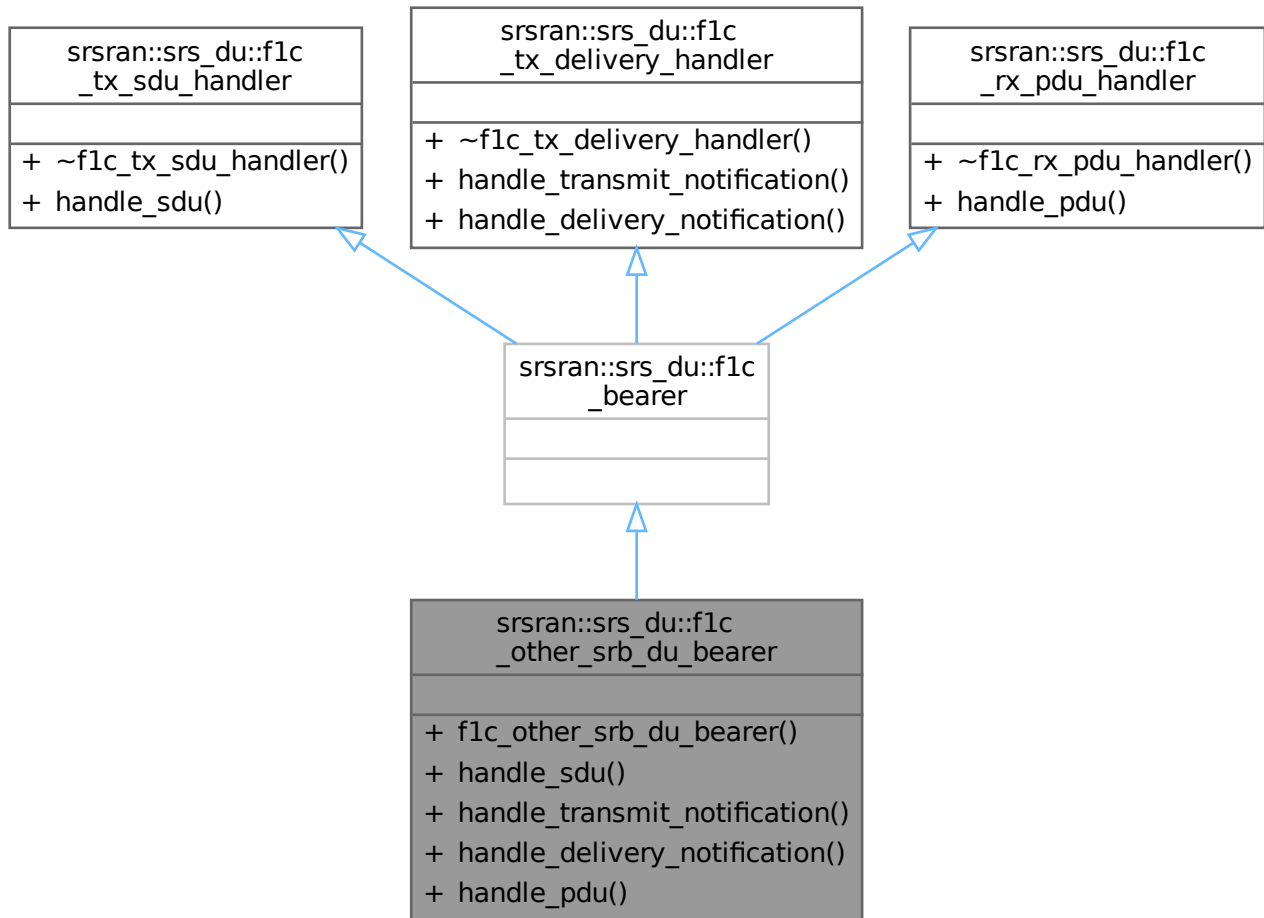 srsran::srs_du::f1c
_tx_sdu_handler
+ ~f1c_tx_sdu_handler()
+ handle_sdu()
srsran::srs_du::f1c
_tx_delivery_handler
+ ~f1c_tx_delivery_handler()
+ handle_transmit_notification()
+ handle_delivery_notification()
srsran::srs_du::f1c
_rx_pdu_handler
+ ~f1c_rx_pdu_handler()
+ handle_pdu()
srsran::srs_du::f1c
_bearer
srsran::srs_du::f1c
_other_srb_du_bearer
+ f1c_other_srb_du_bearer()
+ handle_sdu()
+ handle_transmit_notification()
+ handle_delivery_notification()
+ handle_pdu()